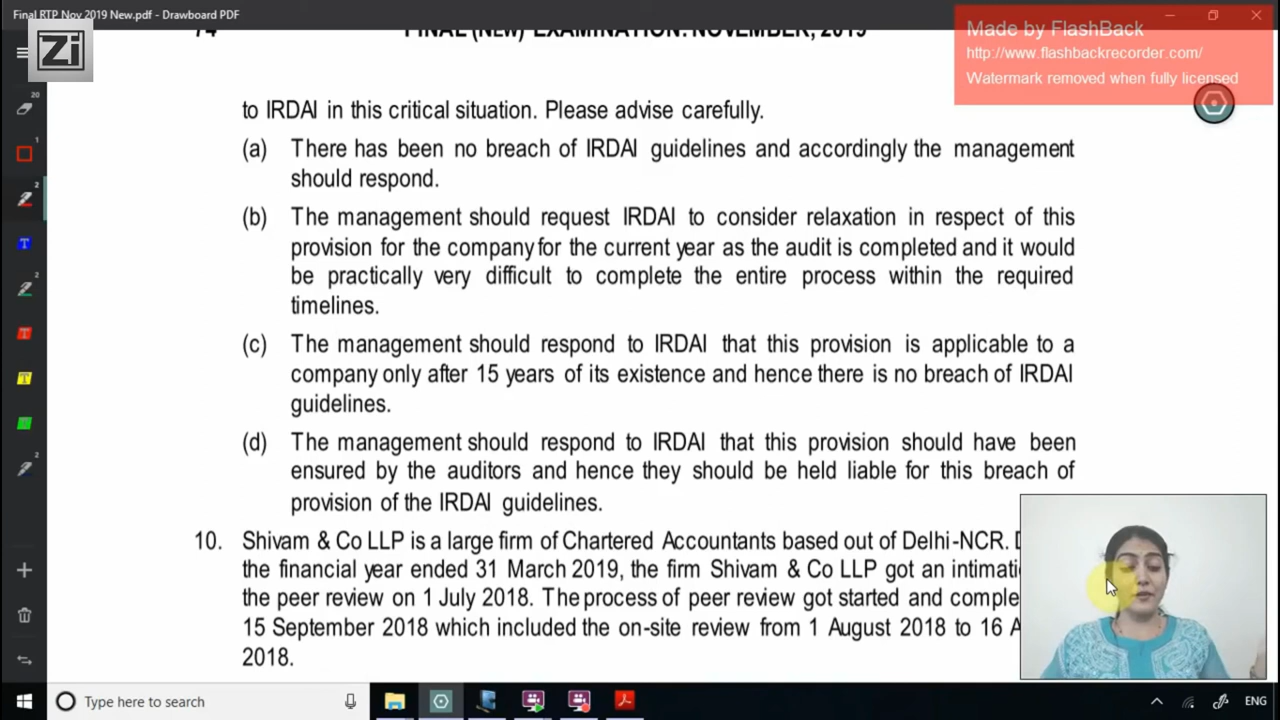 Final RTP Nov 2019 New.pdf - Drawboard PDF
Made by FlashBack
http://www.flashbackrecorder.com/
Watermark removed when fully licensed
Zi
74 FINAL (NEW) EXAMINATION: NOVEMBER, 2019
to IRDAI in this critical situation. Please advise carefully.
(a) There has been no breach of IRDAI guidelines and accordingly the management
should respond.
(b) The management should request IRDAI to consider relaxation in respect of this
provision for the company for the current year as the audit is completed and it would
be practically very difficult to complete the entire process within the required
timelines.
(c) The management should respond to IRDAI that this provision is applicable to a
company only after 15 years of its existence and hence there is no breach of IRDAI
guidelines.
(d) The management should respond to IRDAI that this provision should have been
ensured by the auditors and hence they should be held liable for this breach of
provision of the IRDAI guidelines.
10. Shivam & Co LLP is a large firm of Chartered Accountants based out of Delhi-NCR.
the financial year ended 31 March 2019, the firm Shivam & Co LLP got an
the peer review on 1 July 2018. The process of peer review got started and
15 September 2018 which included the on-site review from 1 August 2018 to 16
2018.
20
1
2
T
2
T
T
2
Type here to search
ENG